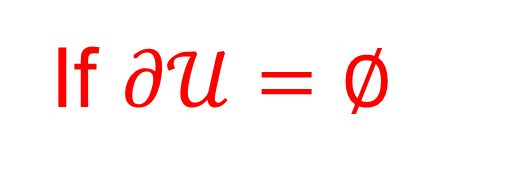 If ∂𝒰 = ∅